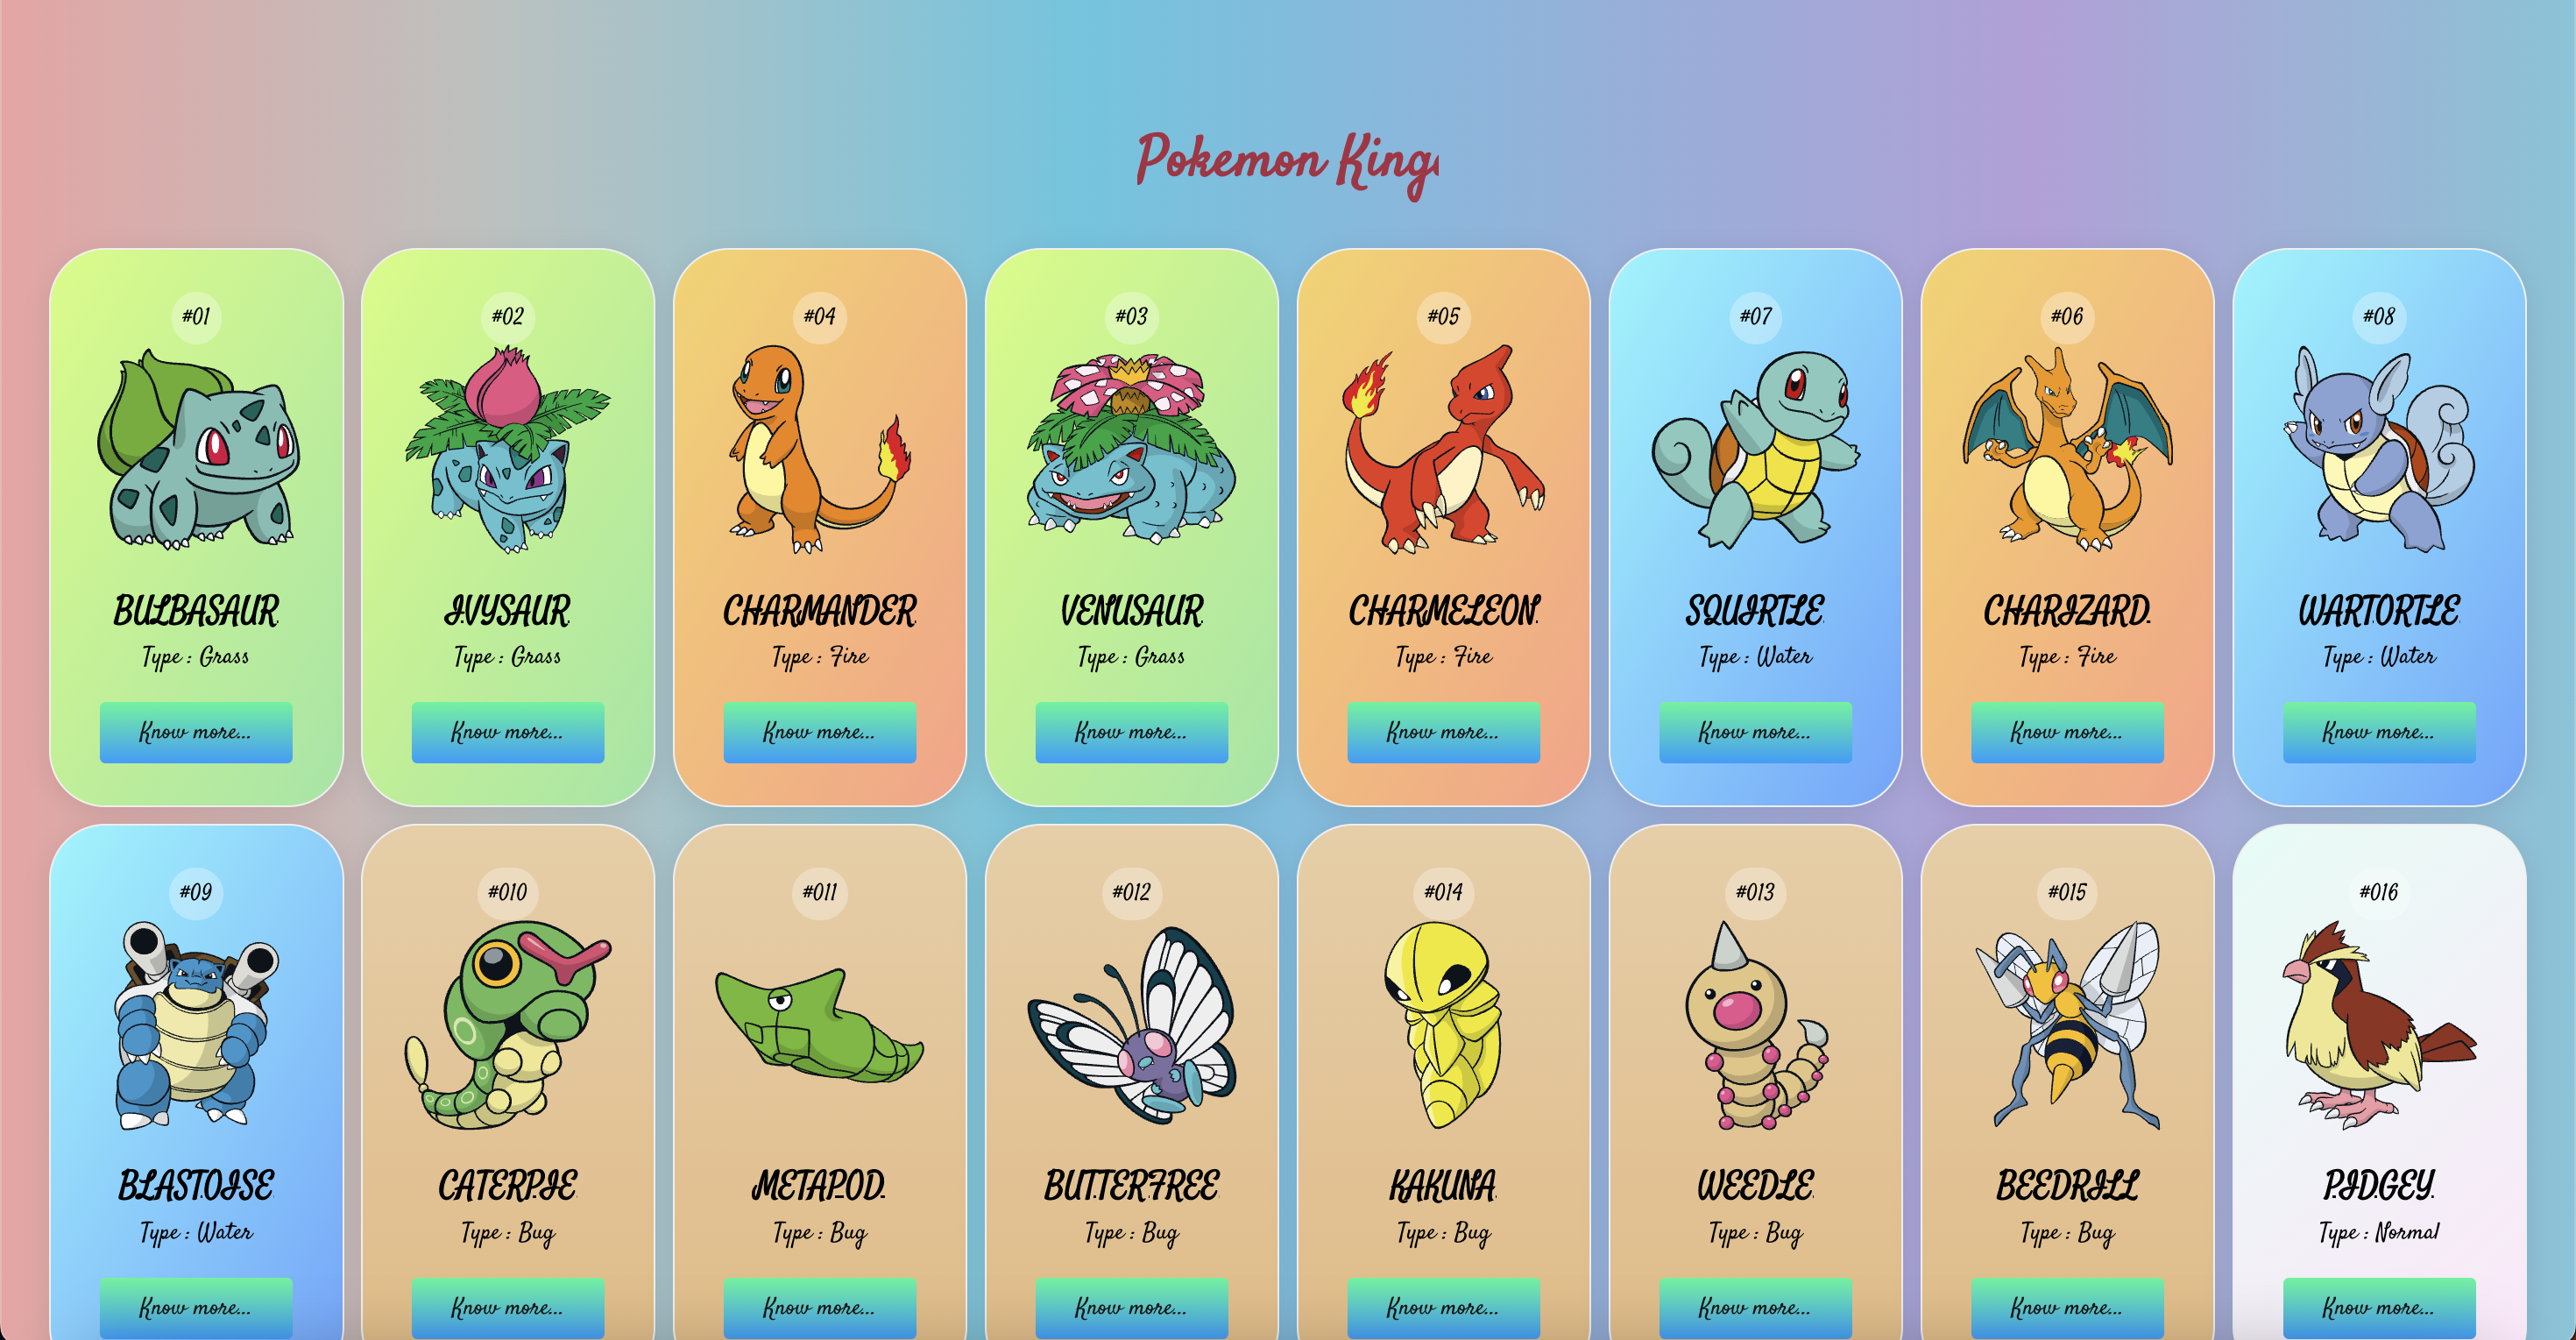 Pokemon King
#01
BULBASAUR
Type : Grass
Know more...
#02
IVYSAUR
Type : Grass
Know more...
#04
CHARMANDER
Type : Fire
Know more...
#03
VENUSAUR
Type : Grass
Know more...
#05
CHARMELEON
Type : Fire
Know more...
#07
SQUIRTLE
Type : Water
Know more...
#06
CHARIZARD
Type : Fire
Know more...
#08
WARTORTLE
Type : Water
Know more...
#09
BLASTOISE
Type : Water
Know more...
#010
CATERPIE
Type : Bug
Know more...
#011
METAPOD
Type : Bug
Know more...
#012
BUTTERFREE
Type : Bug
Know more...
#014
KAKUNA
Type : Bug
Know more...
#013
WEEDLE
Type : Bug
Know more...
#015
BEEDRILL
Type : Bug
Know more...
#016
PIDGEY
Type : Normal
Know more...